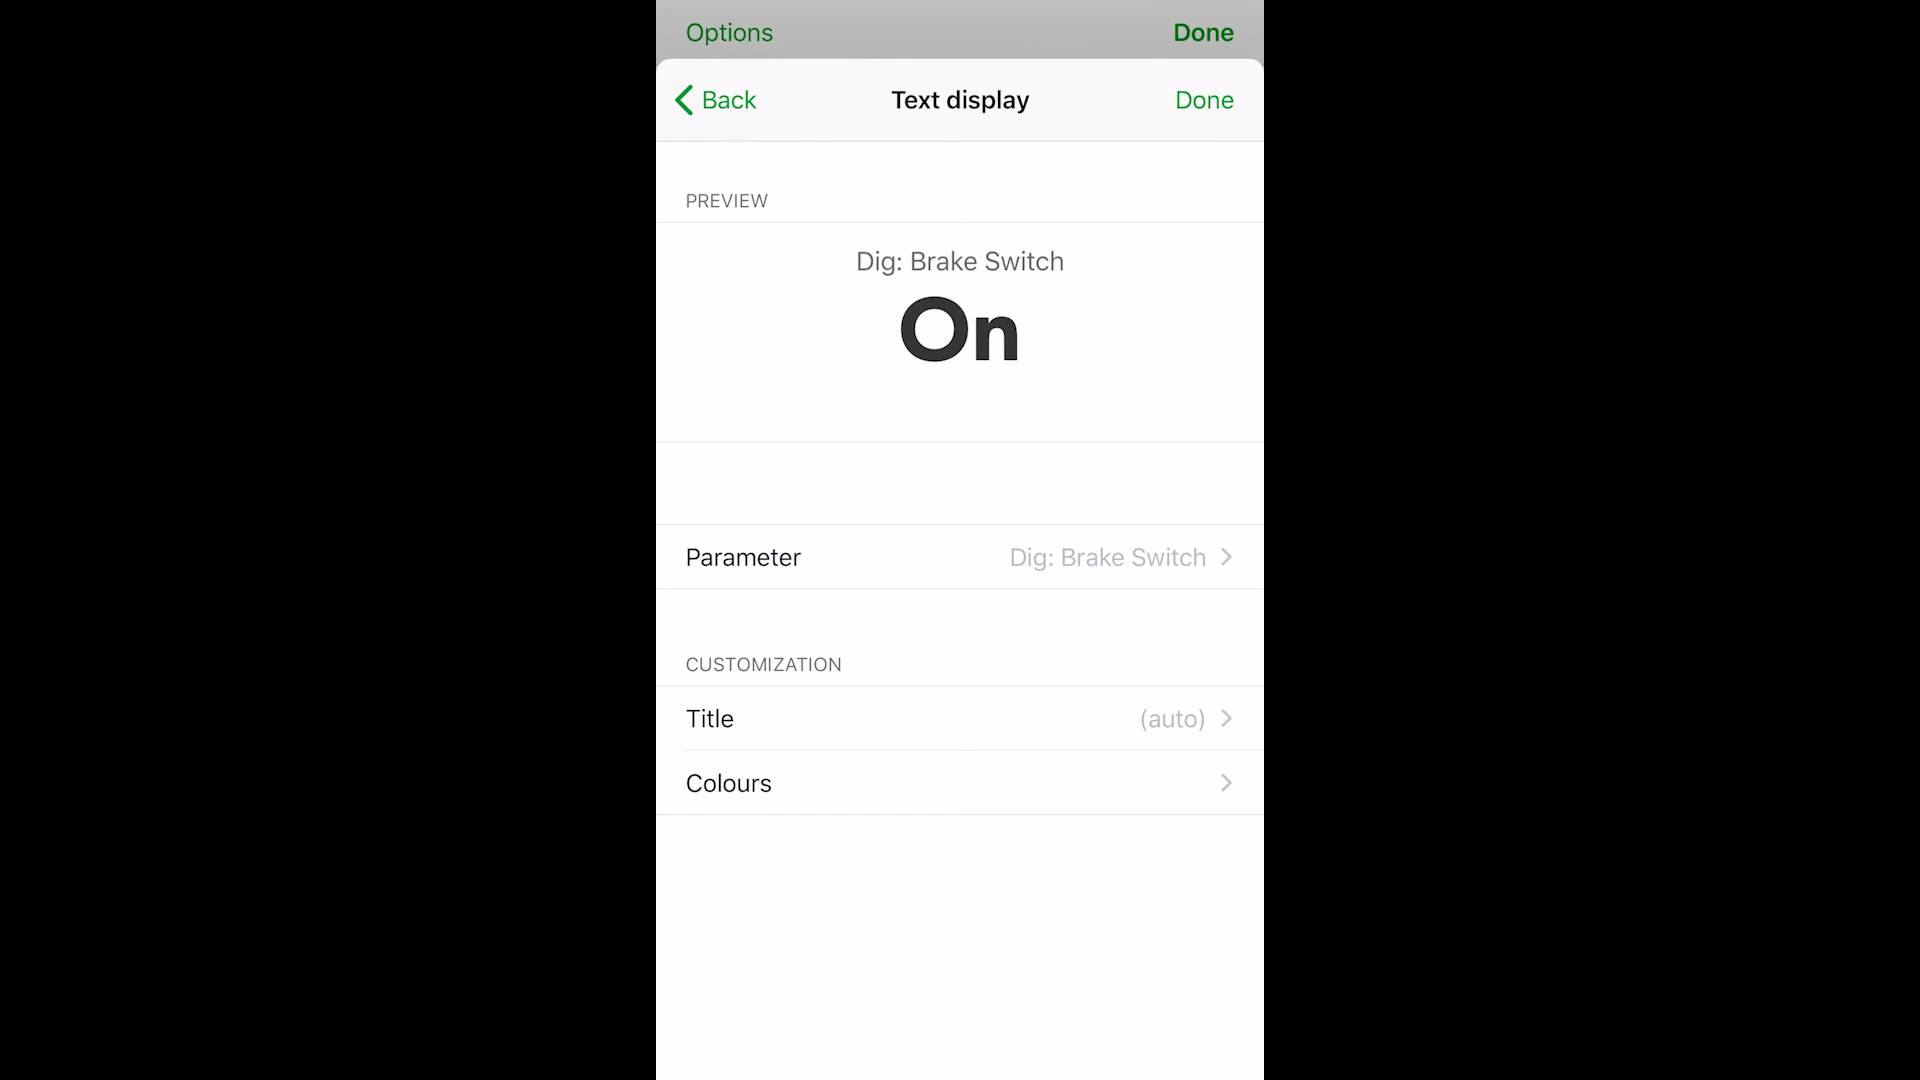 Options Done
Back Text display Done
PREVIEW
Dig: Brake Switch
On
Parameter Dig: Brake Switch
CUSTOMIZATION
Title (auto)
Colours